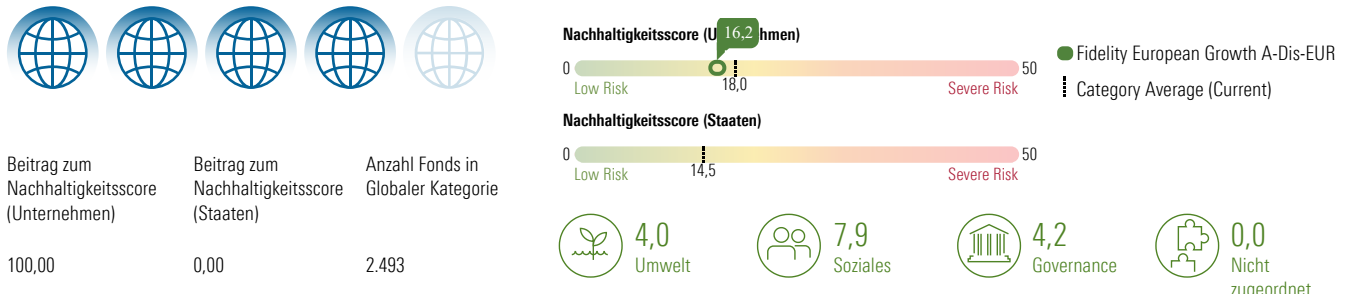 Beitrag zum
Nachhaltigkeitsscore
(Unternehmen)
100,00
Beitrag zum
Nachhaltigkeitsscore
(Staaten)
0,00
Anzahl Fonds in
Globaler Kategorie
2.493
Nachhaltigkeitsscore (U hmen)
16,2
0
50
Low Risk
18,0
Severe Risk
Nachhaltigkeitsscore (Staaten)
0
50
Low Risk
14,5
Severe Risk
Fidelity European Growth A-Dis-EUR
Category Average (Current)
4,0
Umwelt
7,9
Soziales
4,2
Governance
0,0
Nicht
zugeordnet